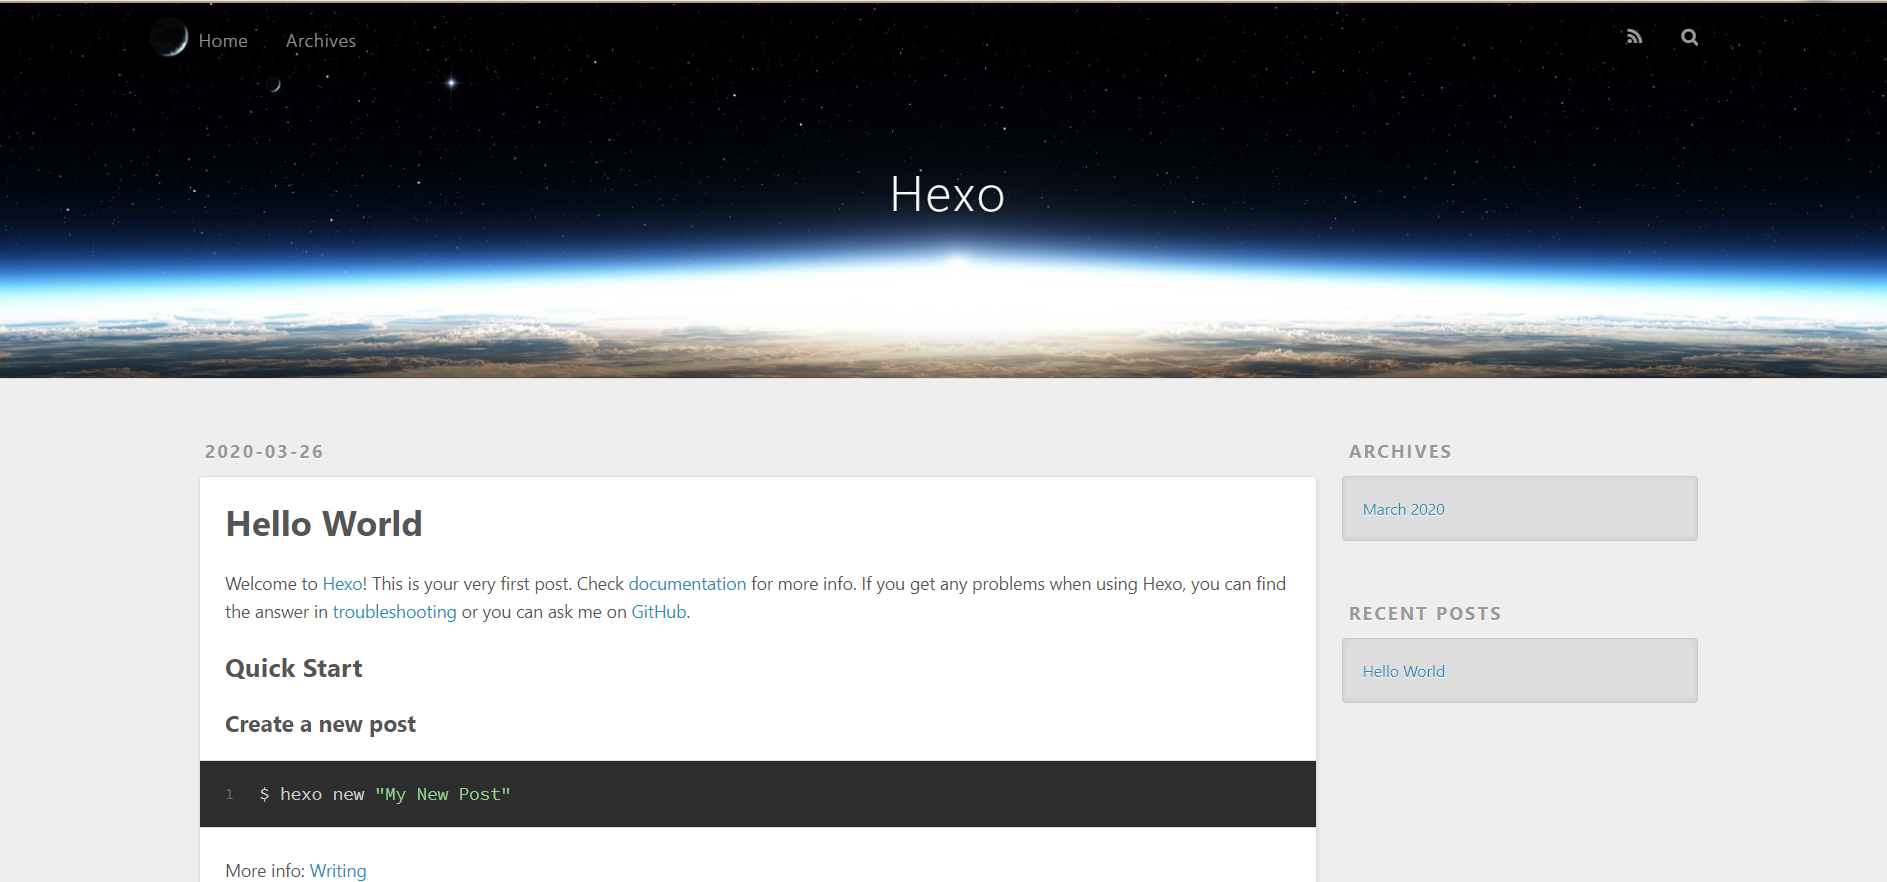 Home Archives
Hexo
2020-03-26
Hello World
Welcome to Hexo! This is your very first post. Check documentation for more info. If you get any problems when using Hexo, you can find
the answer in troubleshooting or you can ask me on GitHub.
Quick Start
Create a new post
1 $ hexo new "My New Post"
More info: Writing
ARCHIVES
March 2020
RECENT POSTS
Hello World